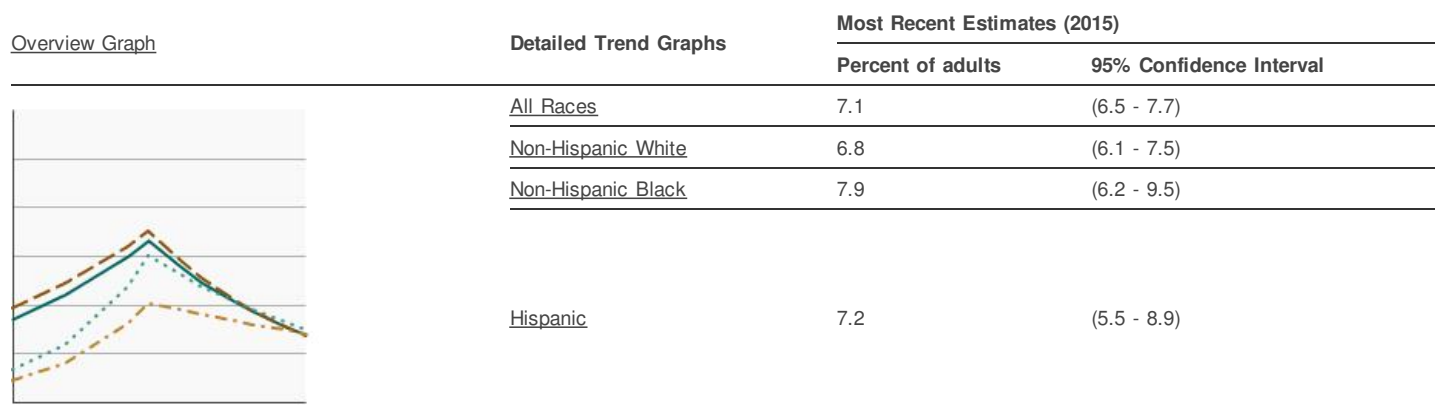 Overview Graph
Detailed Trend Graphs
Most Recent Estimates (2015)
Percent of adults
95% Confidence Interval
All Races 7.1 (6.5 - 7.7)
Non-Hispanic White 6.8 (6.1 - 7.5)
Non-Hispanic Black 7.9 (6.2 - 9.5)
Hispanic 7.2 (5.5 - 8.9)